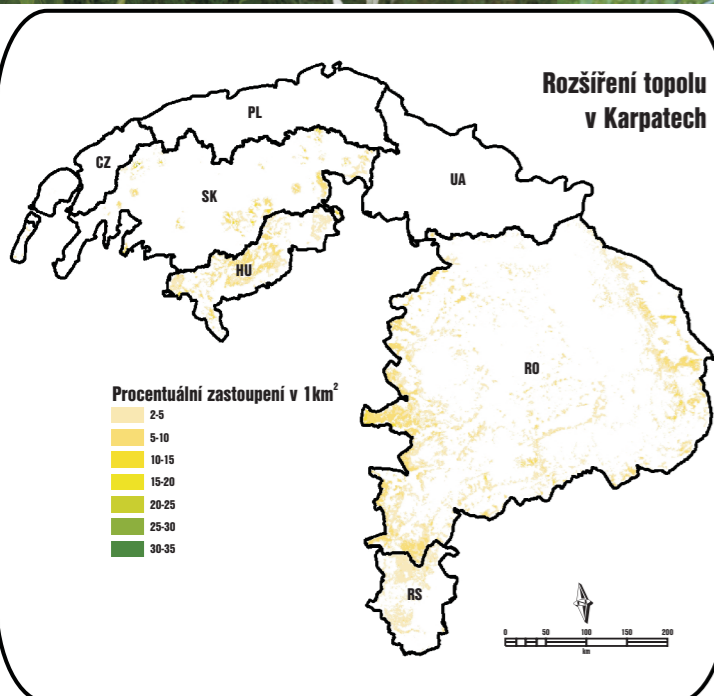 Rozšíření topolu
v Karpatech
PL
CZ
UA
SK
HU
RO
Procentuální zastoupení v 1km²
2-5
5-10
10-15
15-20
20-25
25-30
30-35
RS
0 50 100 150 200
km